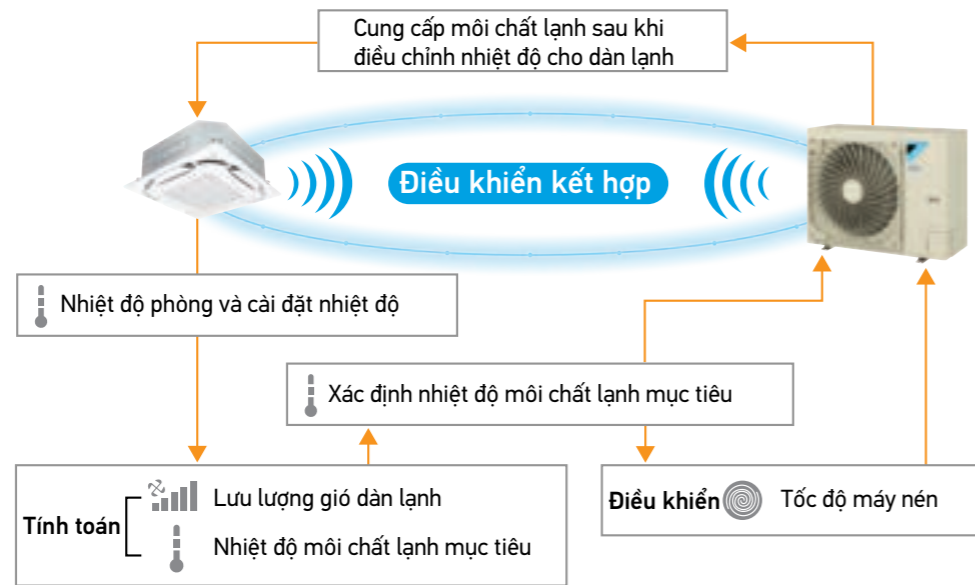 Cung cấp môi chất lạnh sau khi
điều chỉnh nhiệt độ cho dàn lạnh
Điều khiển kết hợp
Nhiệt độ phòng và cài đặt nhiệt độ
Xác định nhiệt độ môi chất lạnh mục tiêu
Tính toán
Lưu lượng gió dàn lạnh
Nhiệt độ môi chất lạnh mục tiêu
Điều khiển
Tốc độ máy nén